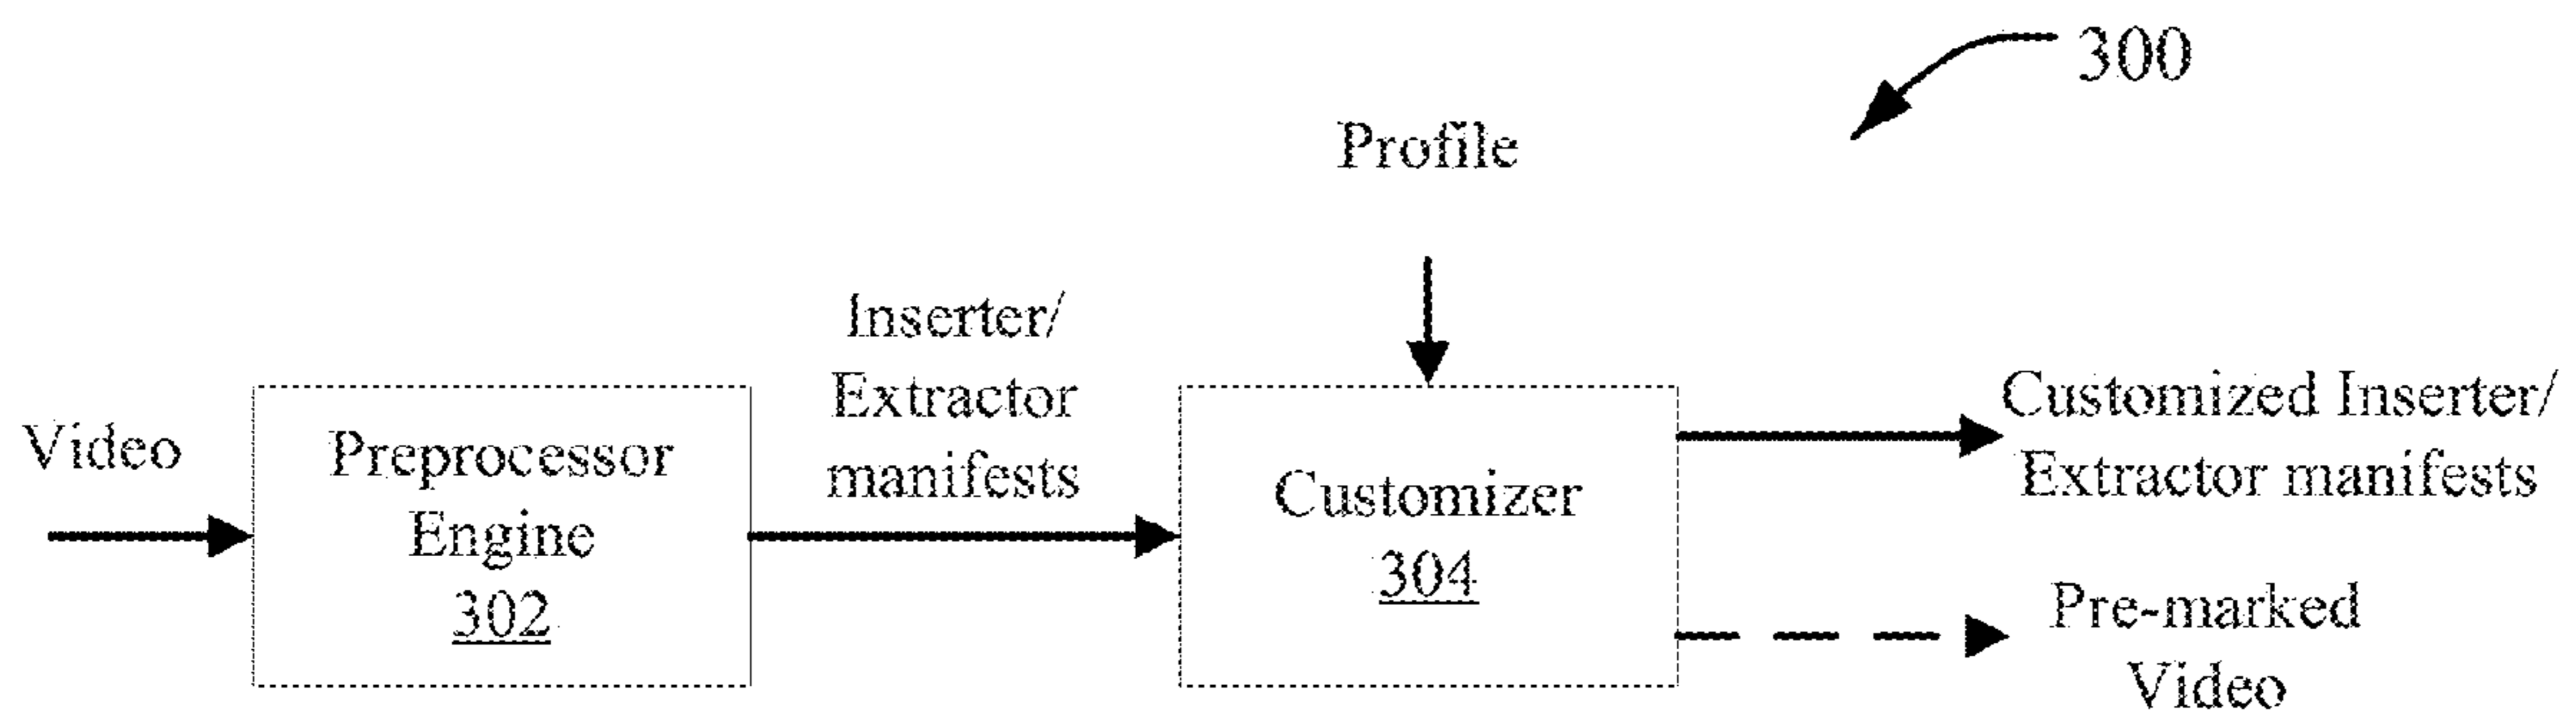 300
Profile
Video
Preprocessor
Engine
302
Inserter/
Extractor
manifests
Customizer
304
Customized Inserter/
Extractor manifests
Pre-marked
Video